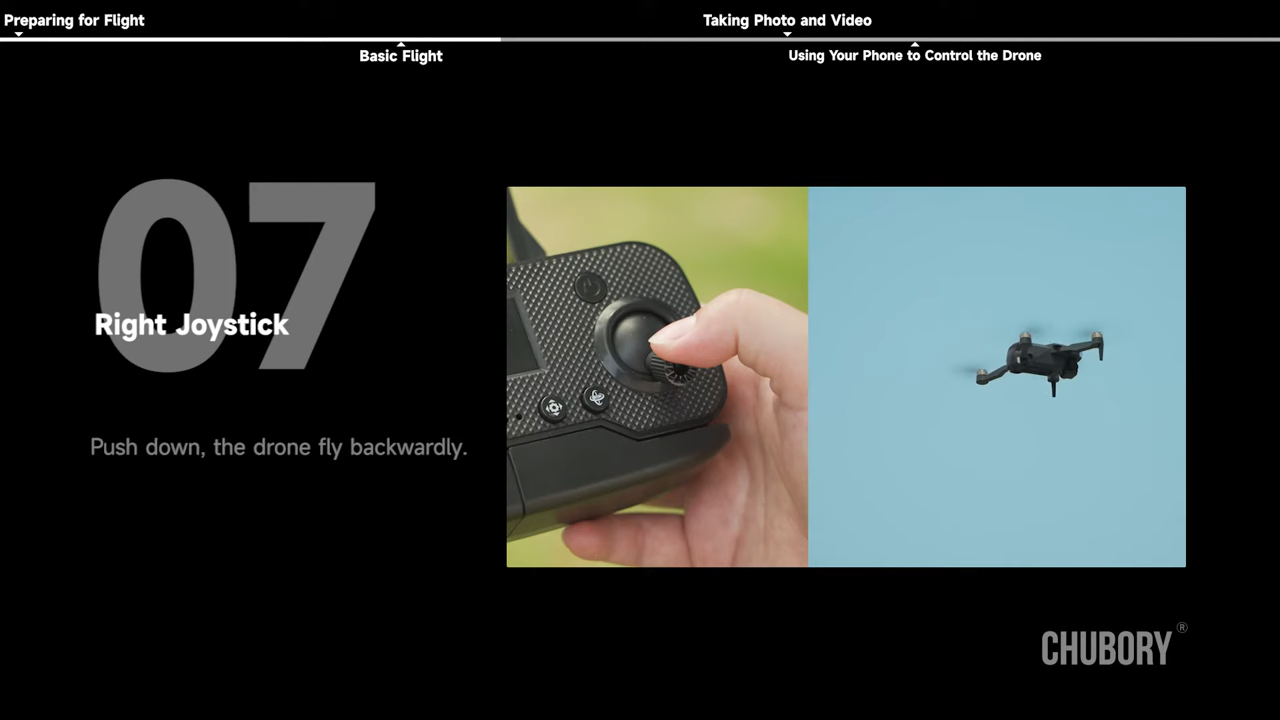 Preparing for Flight
Taking Photo and Video
Basic Flight
Using Your Phone to Control the Drone
07
Right Joystick
Push down, the drone fly backwardly.
CHUBORY®